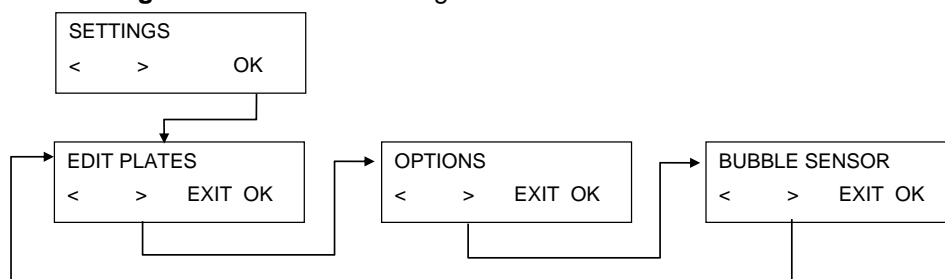 SETTINGS
< > OK
EDIT PLATES
< > EXIT OK
OPTIONS
< > EXIT OK
BUBBLE SENSOR
< > EXIT OK